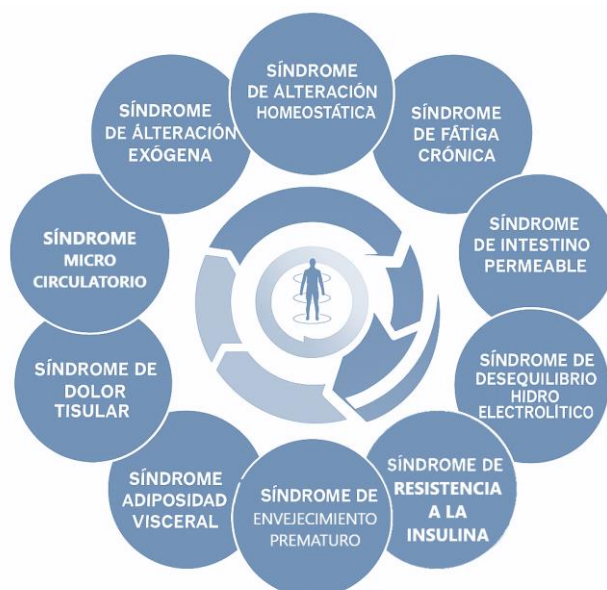 SÍNDROME
DE ALTERACIÓN
HOMEOSTÁTICA
SÍNDROME
DE FÁTIGA
CRÓNICA
SÍNDROME
DE INTESTINO
PERMEABLE
SÍNDROME DE
DESEQUILIBRIO
HIDRO
ELECTROLÍTICO
SÍNDROME DE
RESISTENCIA
A LA
INSULINA
SÍNDROME DE
ENVEJECIMIENTO
PREMATURO
SÍNDROME
ADIPOSIDAD
VISCERAL
SÍNDROME DE
DOLOR
TISULAR
SÍNDROME
MICRO
CIRCULATORIO
SÍNDROME
DE ÁLTERACIÓN
EXÓGENA